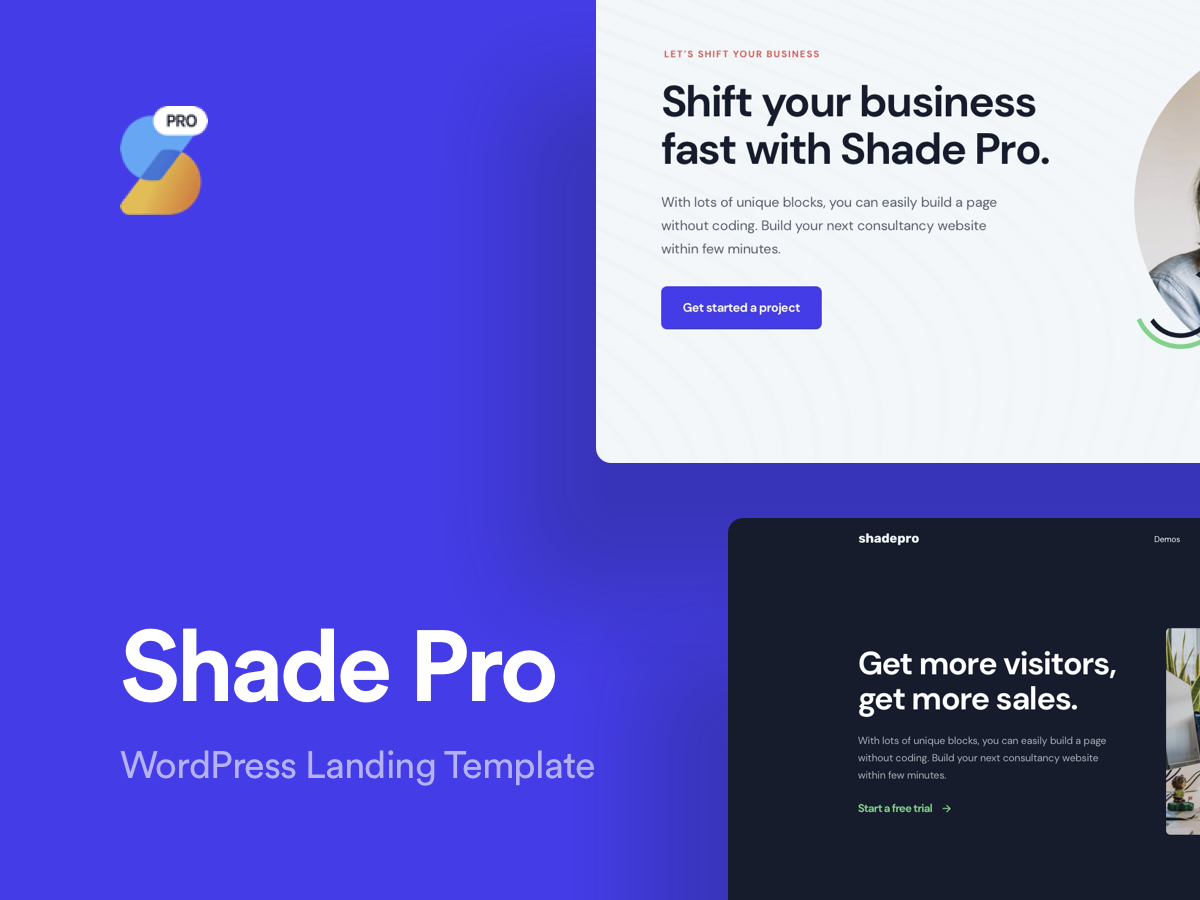 PRO
Shade Pro
WordPress Landing Template
LET'S SHIFT YOUR BUSINESS
Shift your business
fast with Shade Pro.
With lots of unique blocks, you can easily build a page
without coding. Build your next consultancy website
within few minutes.
Get started a project
shadepro
Demos
Get more visitors,
get more sales.
With lots of unique blocks, you can easily build a page
without coding. Build your next consultancy website
within few minutes.
Start a free trial →